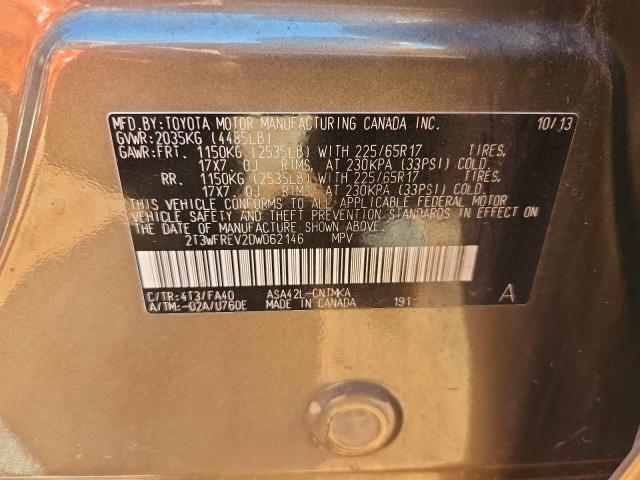 MFD.BY:TOYOTA MOTOR MANUFACTURING CANADA INC. 10/13
GVWR:2035KG (4485LB)
GAWR:FRT. 1150KG (2535LB) WITH 225/65R17 TIRES,
17X7. 0J RIMS, AT 230KPA (33PSI) COLD.
RR. 1150KG (2535LB) WITH 225/65R17 TIRES,
17X7. 0J RIMS, AT 230KPA (33PSI) COLD.
THIS VEHICLE CONFORMS TO ALL APPLICABLE FEDERAL MOTOR
VEHICLE SAFETY AND THEFT PREVENTION STANDARDS IN EFFECT ON
THE DATE OF MANUFACTURE SHOWN ABOVE.
2T3WFREV2DW062146 MPV
C/TR:4T3/FA40 ASA42L-CNTMKA
A/TM:-02A/U760E MADE IN CANADA 191 A